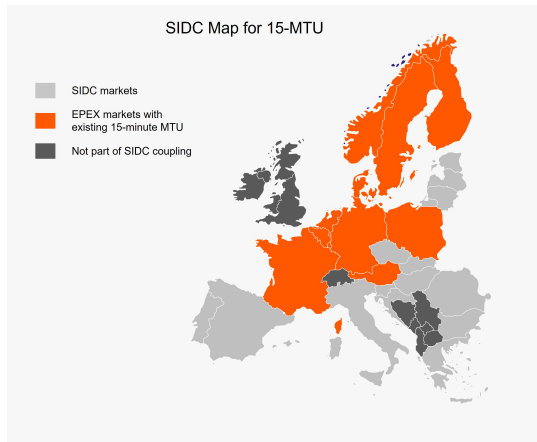 SIDC Map for 15-MTU
SIDC markets
EPEX markets with
existing 15-minute MTU
Not part of SIDC coupling